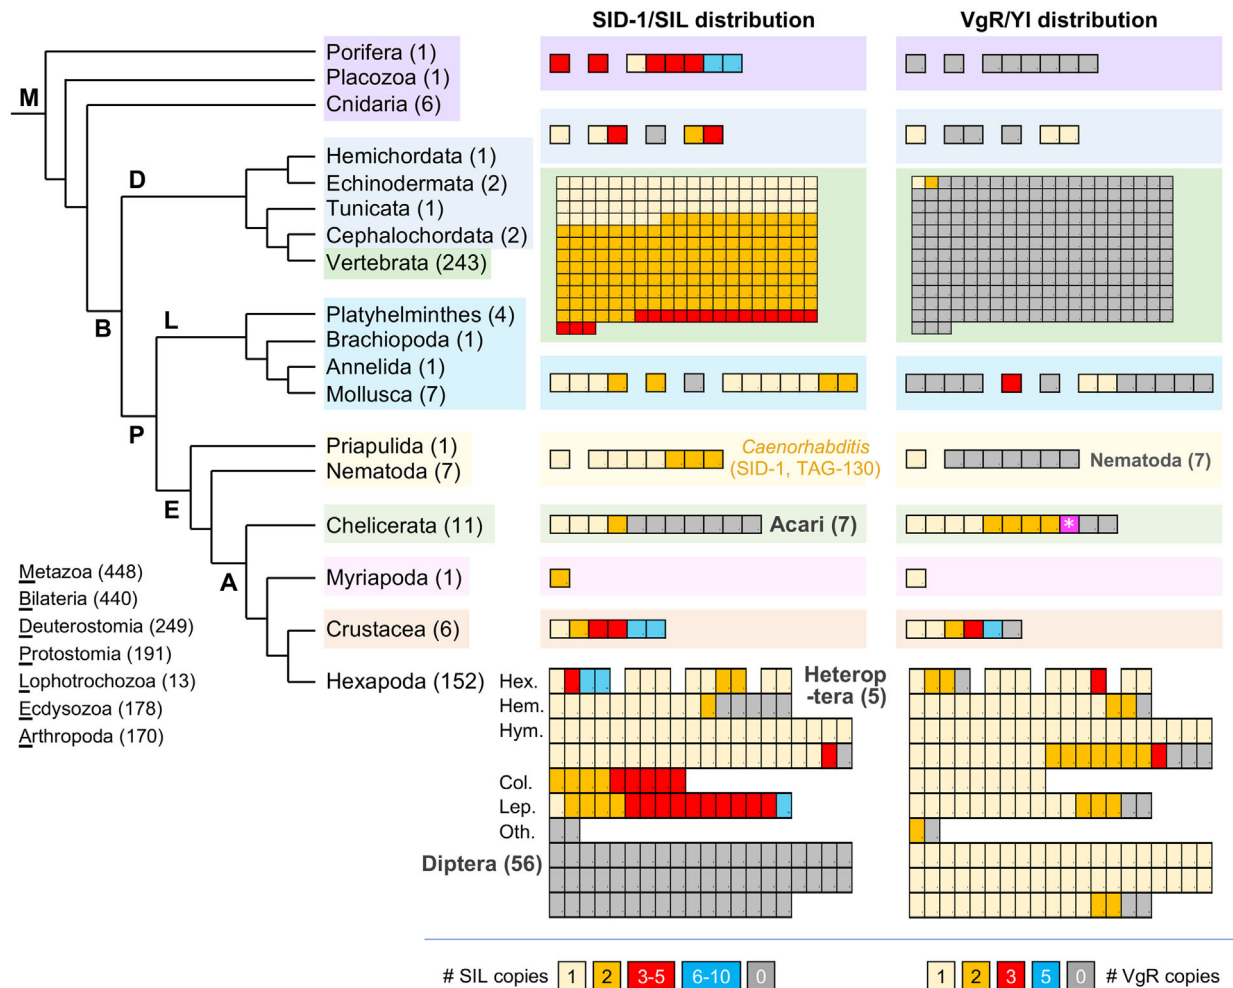 SID-1/SIL distribution
VgR/Yl distribution
Porifera (1)
Placozoa (1)
M
Cnidaria (6)
Hemichordata (1)
D
Echinodermata (2)
Tunicata (1)
Cephalochordata (2)
Vertebrata (243)
Platyhelminthes (4)
L
B
Brachiopoda (1)
Annelida (1)
Mollusca (7)
P
Priapulida (1)
Caenorhabditis
(SID-1, TAG-130)
Nematoda (7)
Nematoda (7)
E
Chelicerata (11)
Acari (7)
*
A
Myriapoda (1)
Crustacea (6)
Metazoa (448)
Bilateria (440)
Deuterostomia (249)
Protostomia (191)
Lophotrochozoa (13)
Ecdysozoa (178)
Arthropoda (170)
Hexapoda (152)
Hex.
Heterop
-tera (5)
Hem.
Hym.
Col.
Lep.
Oth.
Diptera (56)
# SIL copies 1 2 3-5 6-10 0
1 2 3 5 0 # VgR copies